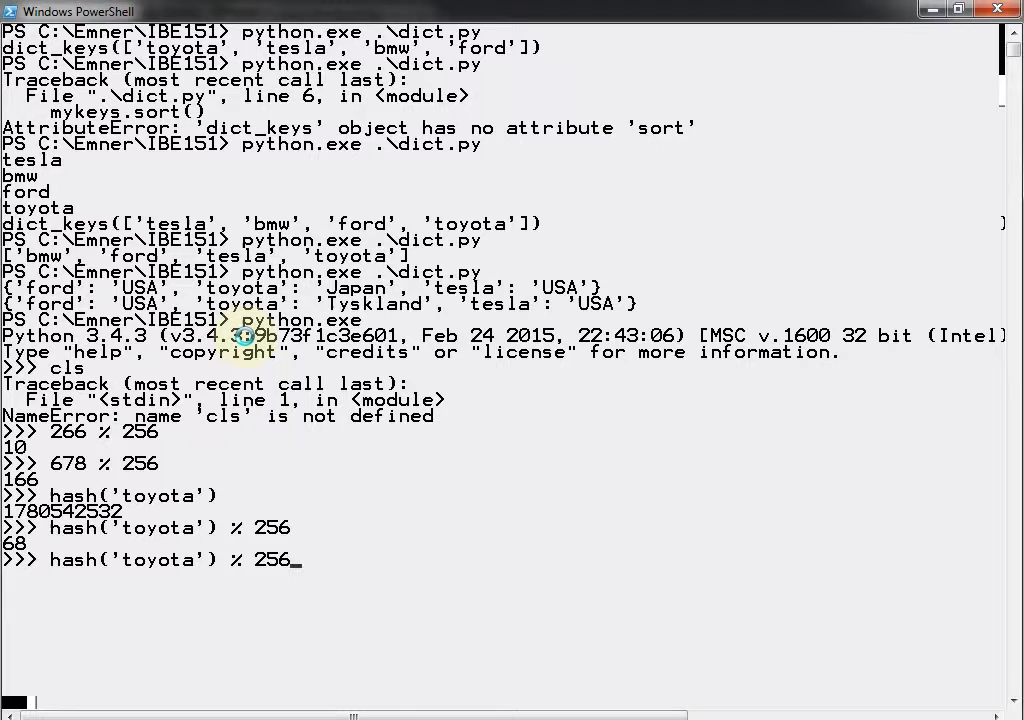 Windows PowerShell
PS C:\Emner\IBE151> python.exe .\dict.py
dict_keys(['toyota', 'tesla', 'bmw', 'ford'])
PS C:\Emner\IBE151> python.exe .\dict.py
Traceback (most recent call last):
  File ".\dict.py", line 6, in <module>
    mykeys.sort()
AttributeError: 'dict_keys' object has no attribute 'sort'
PS C:\Emner\IBE151> python.exe .\dict.py
tesla
bmw
ford
toyota
dict_keys(['tesla', 'bmw', 'ford', 'toyota'])
PS C:\Emner\IBE151> python.exe .\dict.py
['bmw', 'ford', 'tesla', 'toyota']
PS C:\Emner\IBE151> python.exe .\dict.py
{'ford': 'USA', 'toyota': 'Japan', 'tesla': 'USA'}
{'ford': 'USA', 'toyota': 'Tyskland', 'tesla': 'USA'}
PS C:\Emner\IBE151> python.exe
Python 3.4.3 Feb 24 2015, 22:43:06) [MSC v.1600 32 bit (Intel)
Type "help", "copyright", "credits" or "license" for more information.
>>> cls
Traceback (most recent call last):
  File "<stdin>", line 1, in <module>
NameError: name 'cls' is not defined
>>> 266 % 256
10
>>> 678 % 256
166
>>> hash('toyota')
1780542532
>>> hash('toyota') % 256
68
>>> hash('toyota') % 256_